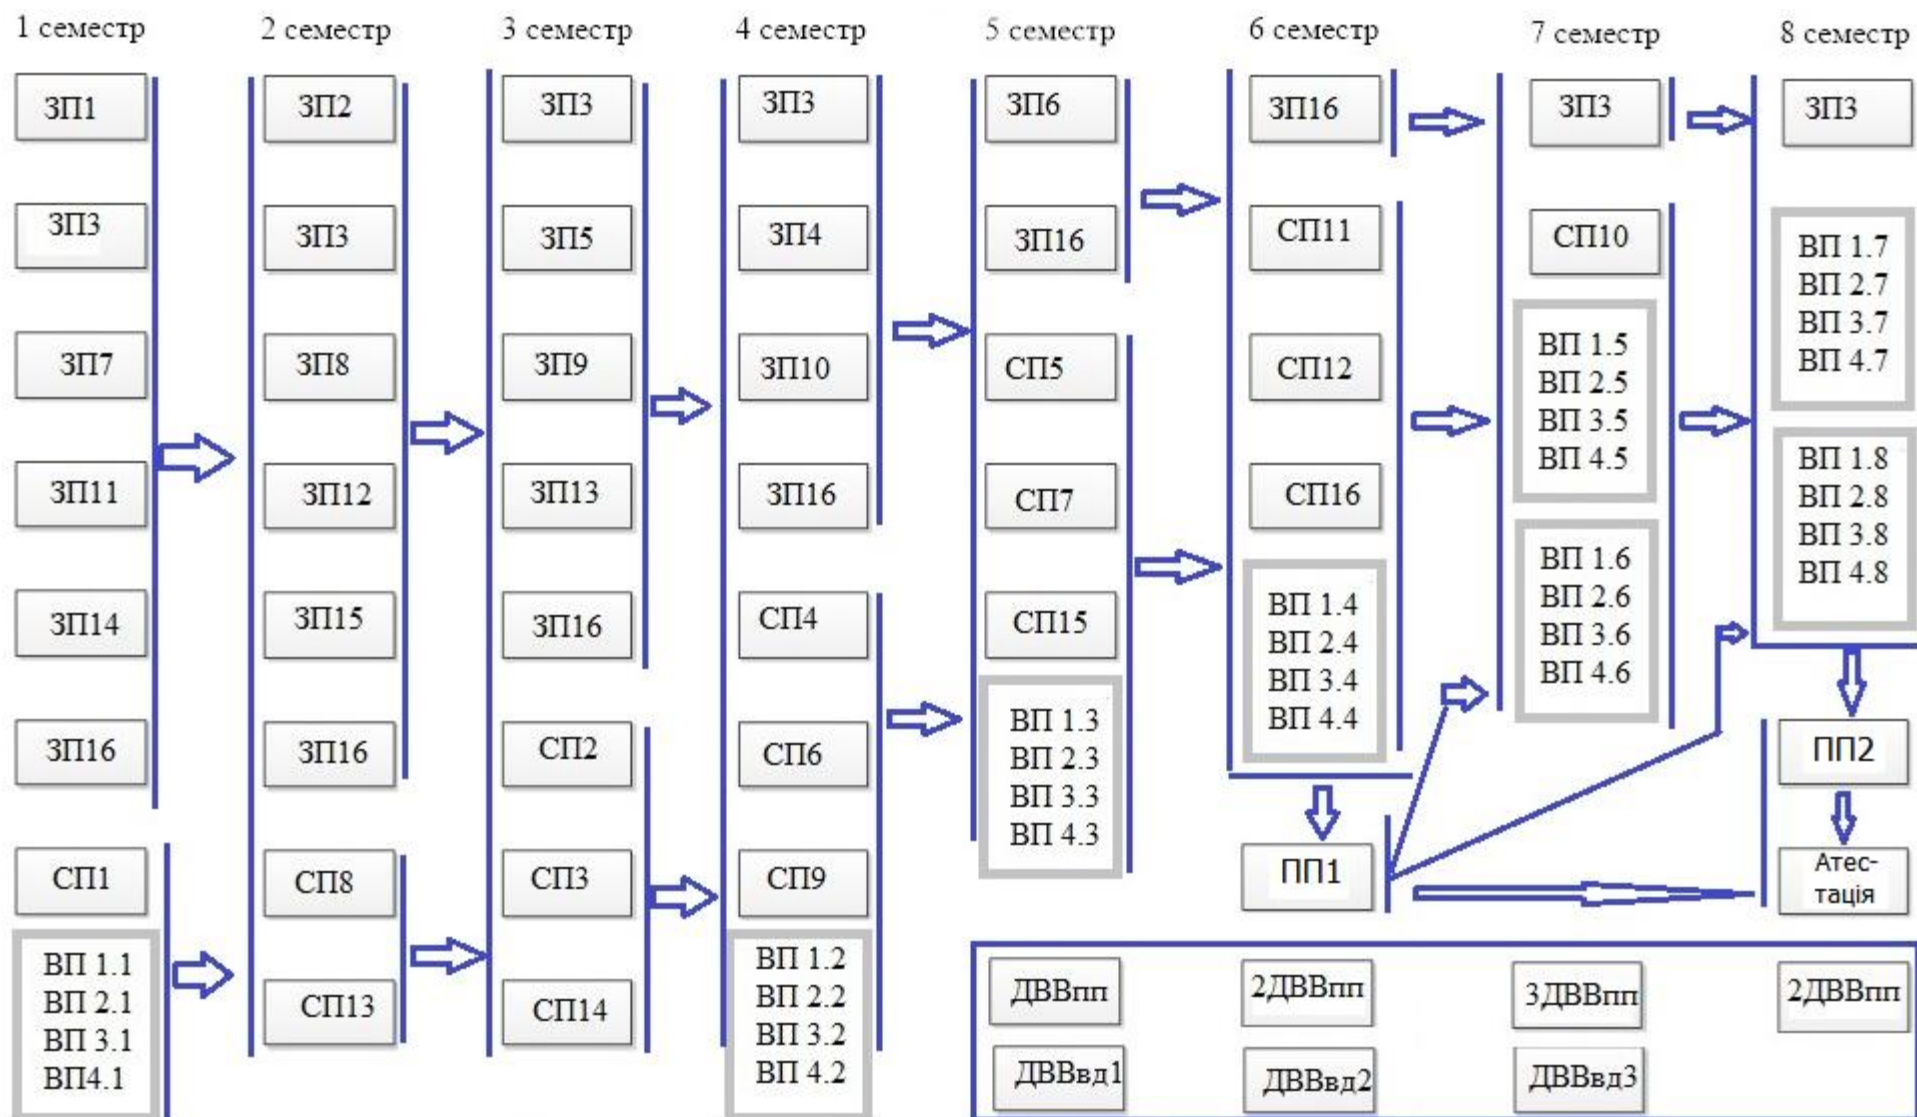 1 семестр
ЗП1
ЗП3
ЗП7
ЗП11
ЗП14
ЗП16
СП1
ВП 1.1
ВП 2.1
ВП 3.1
ВП4.1
2 семестр
ЗП2
ЗП3
ЗП8
ЗП12
ЗП15
ЗП16
СП8
СП13
3 семестр
ЗП3
ЗП5
ЗП9
ЗП13
ЗП16
СП2
СП3
СП14
4 семестр
ЗП3
ЗП4
ЗП10
ЗП16
СП4
СП6
СП9
ВП 1.2
ВП 2.2
ВП 3.2
ВП 4.2
5 семестр
ЗП6
ЗП16
СП5
СП7
СП15
ВП 1.3
ВП 2.3
ВП 3.3
ВП 4.3
6 семестр
ЗП16
СП11
СП12
СП16
ВП 1.4
ВП 2.4
ВП 3.4
ВП 4.4
ПП1
7 семестр
ЗП3
СП10
ВП 1.5
ВП 2.5
ВП 3.5
ВП 4.5
ВП 1.6
ВП 2.6
ВП 3.6
ВП 4.6
8 семестр
ЗП3
ВП 1.7
ВП 2.7
ВП 3.7
ВП 4.7
ВП 1.8
ВП 2.8
ВП 3.8
ВП 4.8
ПП2
Атес-
тація
ДВВпп
2ДВВпп
3ДВВпп
2ДВВпп
ДВВвд1
ДВВвд2
ДВВвд3